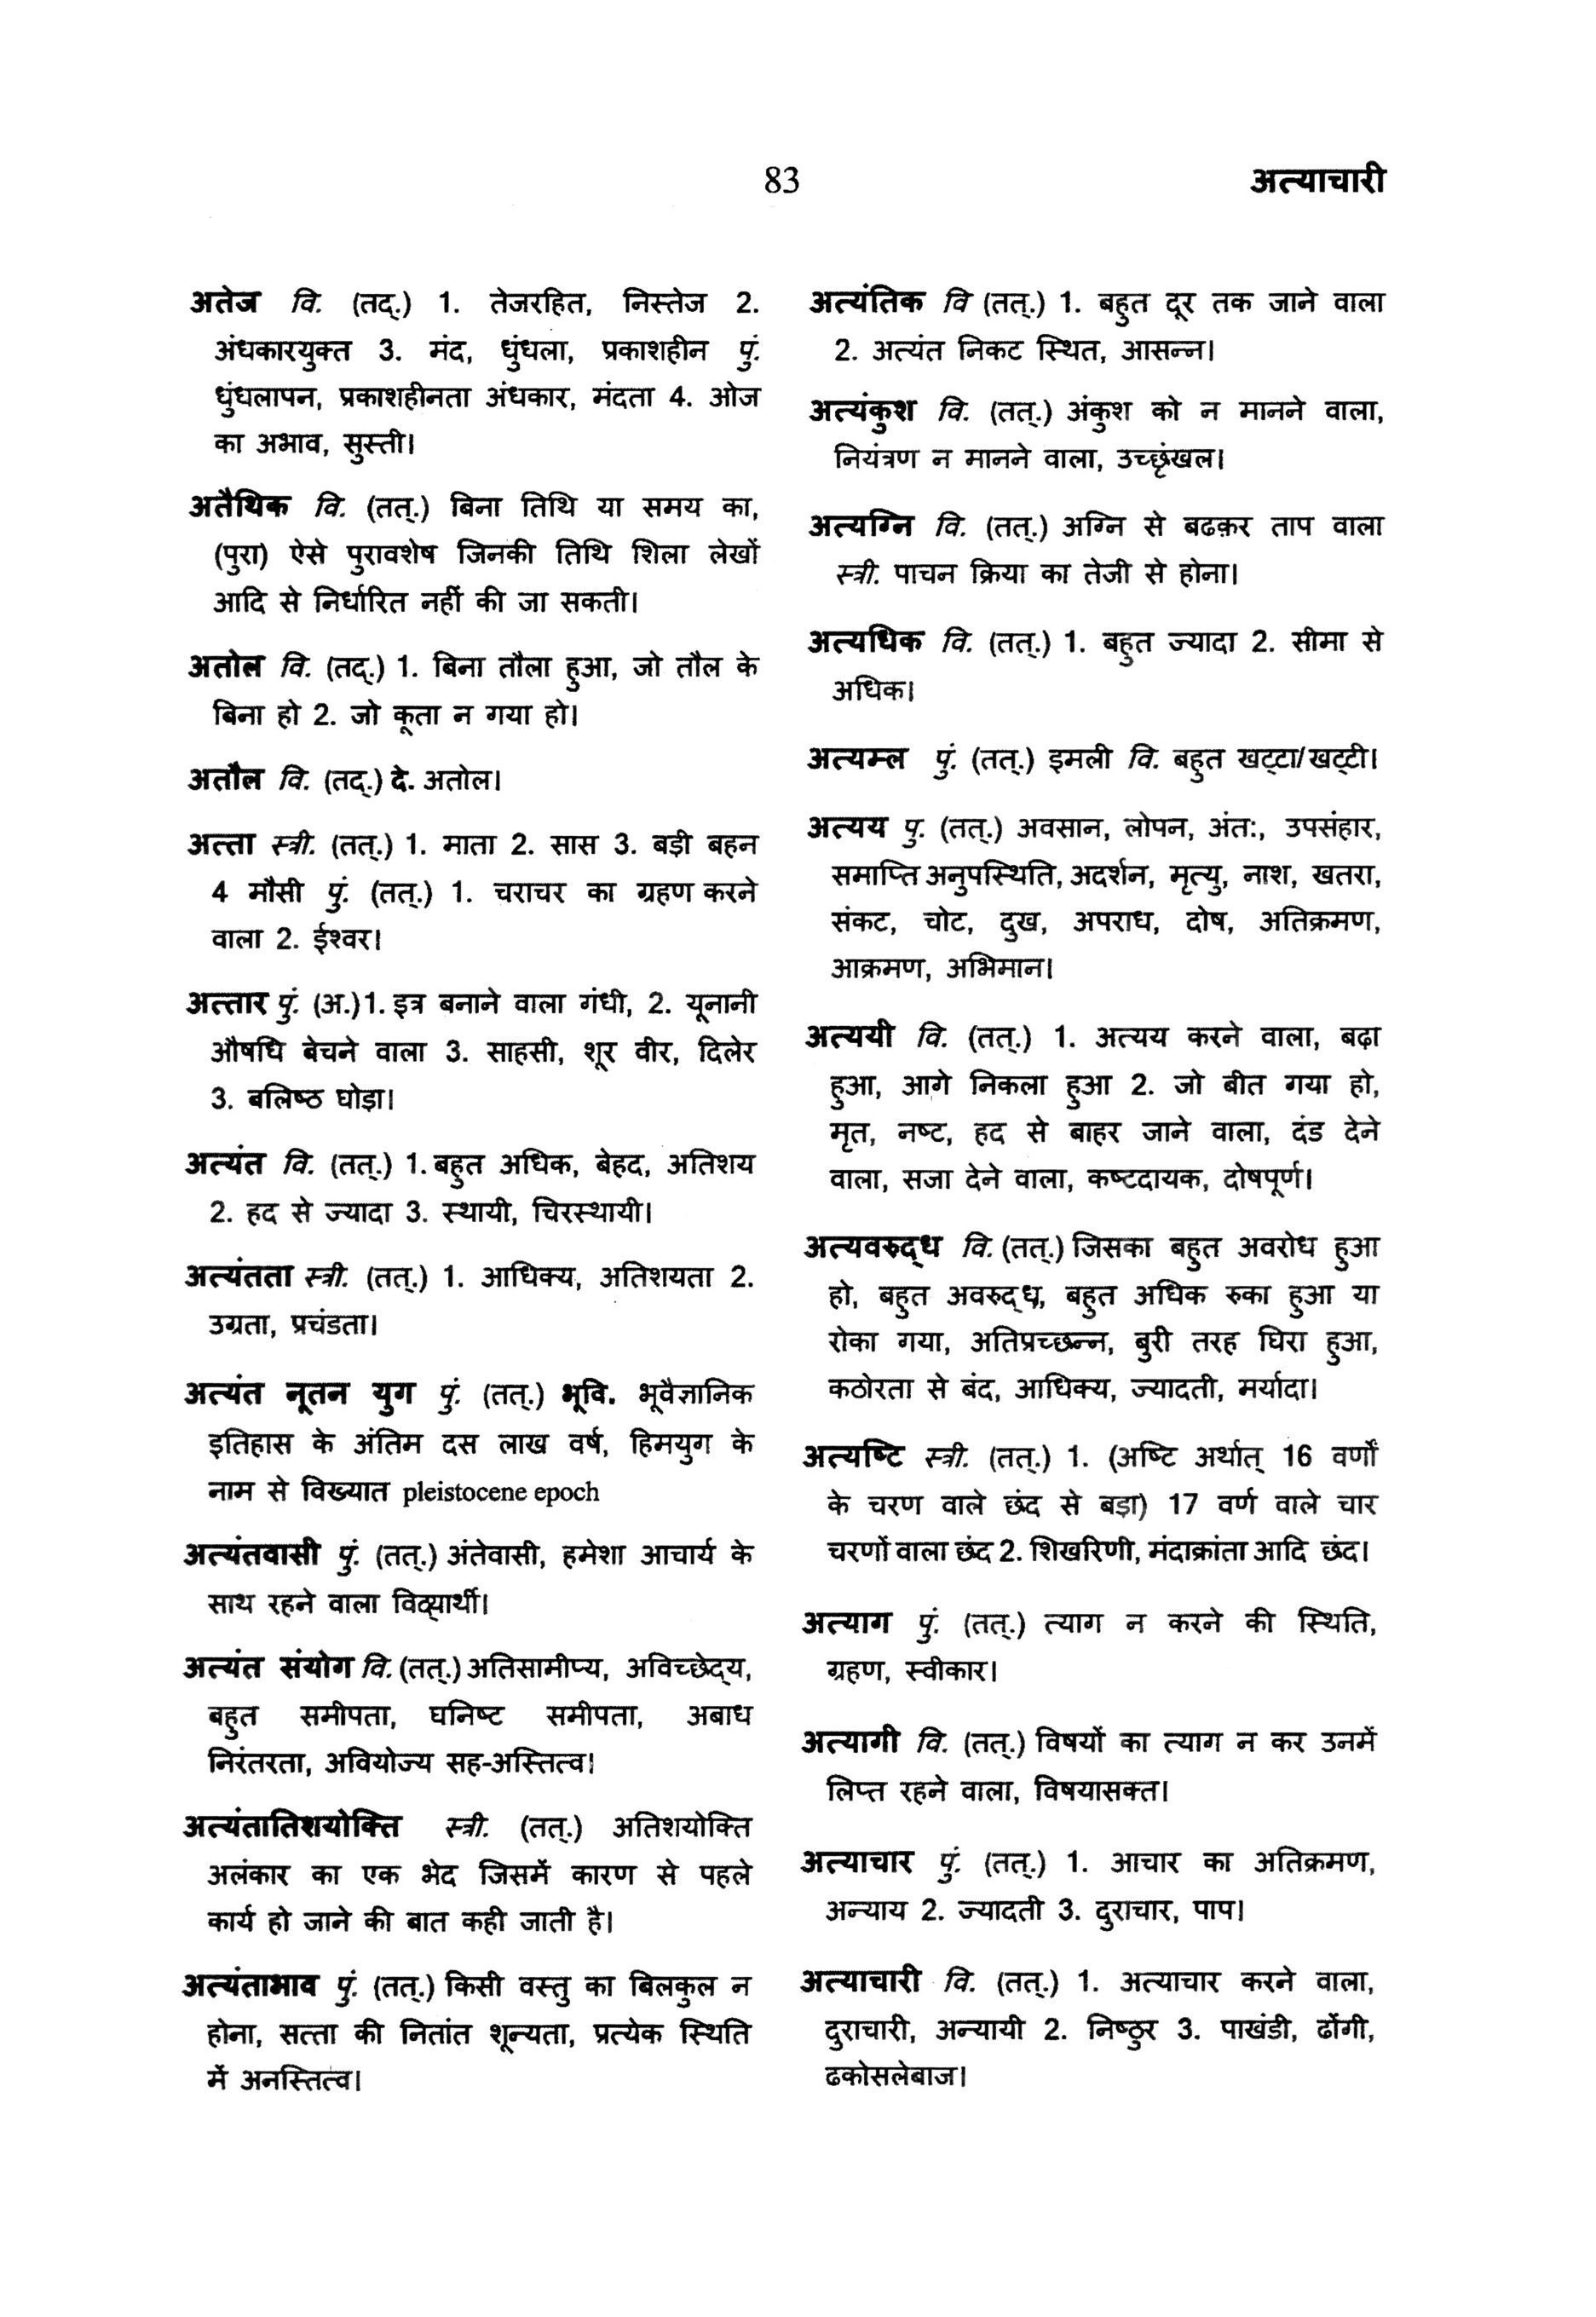 83
अत्याचारी
अतेज वि. (तद्.) 1. तेजरहित, निस्तेज 2.
अंधकारयुक्त 3. मंद, धुंधला, प्रकाशहीन पुं.
धुंधलापन, प्रकाशहीनता अंधकार, मंदता 4. ओज
का अभाव, सुस्ती।
अतैथिक वि. (तत्.) बिना तिथि या समय का,
(पुरा) ऐसे पुरावशेष जिनकी तिथि शिला लेखों
आदि से निर्धारित नहीं की जा सकती।
अतोल वि. (तद्.) 1. बिना तौला हुआ, जो तौल के
बिना हो 2. जो कूता न गया हो।
अतौल वि. (तद्.) दे. अतोल।
अत्ता स्त्री. (तत्.) 1. माता 2. सास 3. बड़ी बहन
4 मौसी पुं. (तत्.) 1. चराचर का ग्रहण करने
वाला 2. ईश्वर।
अत्तार पुं. (अ.)1. इत्र बनाने वाला गंधी, 2. यूनानी
औषधि बेचने वाला 3. साहसी, शूर वीर, दिलेर
3. बलिष्ठ घोड़ा।
अत्यंत वि. (तत्.) 1. बहुत अधिक, बेहद, अतिशय
2. हद से ज्यादा 3. स्थायी, चिरस्थायी।
अत्यंतता स्त्री. (तत्.) 1. आधिक्य, अतिशयता 2.
उग्रता, प्रचंडता।
अत्यंत नूतन युग पुं. (तत्.) भूवि. भूवैज्ञानिक
इतिहास के अंतिम दस लाख वर्ष, हिमयुग के
नाम से विख्यात pleistocene epoch
अत्यंतवासी पुं. (तत्.) अंतेवासी, हमेशा आचार्य के
साथ रहने वाला विद्‌यार्थी।
अत्यंत संयोग वि. (तत्.) अतिसामीप्य, अविच्छेद्‌य,
बहुत समीपता, घनिष्ट समीपता, अबाध
निरंतरता, अवियोज्य सह-अस्तित्व।
अत्यंतातिशयोक्ति स्त्री. (तत्.) अतिशयोक्ति
अलंकार का एक भेद जिसमें कारण से पहले
कार्य हो जाने की बात कही जाती है।
अत्यंताभाव पुं. (तत्.) किसी वस्तु का बिलकुल न
होना, सत्ता की नितांत शून्यता, प्रत्येक स्थिति
में अनस्तित्व।
अत्यंतिक वि (तत्.) 1. बहुत दूर तक जाने वाला
2. अत्यंत निकट स्थित, आसन्न।
अत्यंकुश वि. (तत्.) अंकुश को न मानने वाला,
नियंत्रण न मानने वाला, उच्छृंखल।
अत्यग्नि वि. (तत्.) अग्नि से बढक़र ताप वाला
स्त्री. पाचन क्रिया का तेजी से होना।
अत्यधिक वि. (तत्.) 1. बहुत ज्यादा 2. सीमा से
अधिक।
अत्यम्ल पुं. (तत्.) इमली वि. बहुत खट्‌टा/खट्‌टी।
अत्यय पु. (तत्.) अवसान, लोपन, अंत:, उपसंहार,
समाप्ति अनुपस्थिति, अदर्शन, मृत्यु, नाश, खतरा,
संकट, चोट, दुख, अपराध, दोष, अतिक्रमण,
आक्रमण, अभिमान।
अत्ययी वि. (तत्.) 1. अत्यय करने वाला, बढ़ा
हुआ, आगे निकला हुआ 2. जो बीत गया हो,
मृत, नष्ट, हद से बाहर जाने वाला, दंड देने
वाला, सजा देने वाला, कष्टदायक, दोषपूर्ण।
अत्यवरुद्‌ध वि. (तत्.) जिसका बहुत अवरोध हुआ
हो, बहुत अवरुद्‌ध, बहुत अधिक रुका हुआ या
रोका गया, अतिप्रच्छन्न, बुरी तरह घिरा हुआ,
कठोरता से बंद, आधिक्य, ज्यादती, मर्यादा।
अत्यष्टि स्त्री. (तत्.) 1. (अष्टि अर्थात् 16 वर्णों
के चरण वाले छंद से बड़ा) 17 वर्ण वाले चार
चरणों वाला छंद 2. शिखरिणी, मंदाक्रांता आदि छंद।
अत्याग पुं. (तत्.) त्याग न करने की स्थिति,
ग्रहण, स्वीकार।
अत्यागी वि. (तत्.) विषयों का त्याग न कर उनमें
लिप्त रहने वाला, विषयासक्त।
अत्याचार पुं. (तत्.) 1. आचार का अतिक्रमण,
अन्याय 2. ज्यादती 3. दुराचार, पाप।
अत्याचारी वि. (तत्.) 1. अत्याचार करने वाला,
दुराचारी, अन्यायी 2. निष्ठुर 3. पाखंडी, ढोंगी,
ढकोसलेबाज।